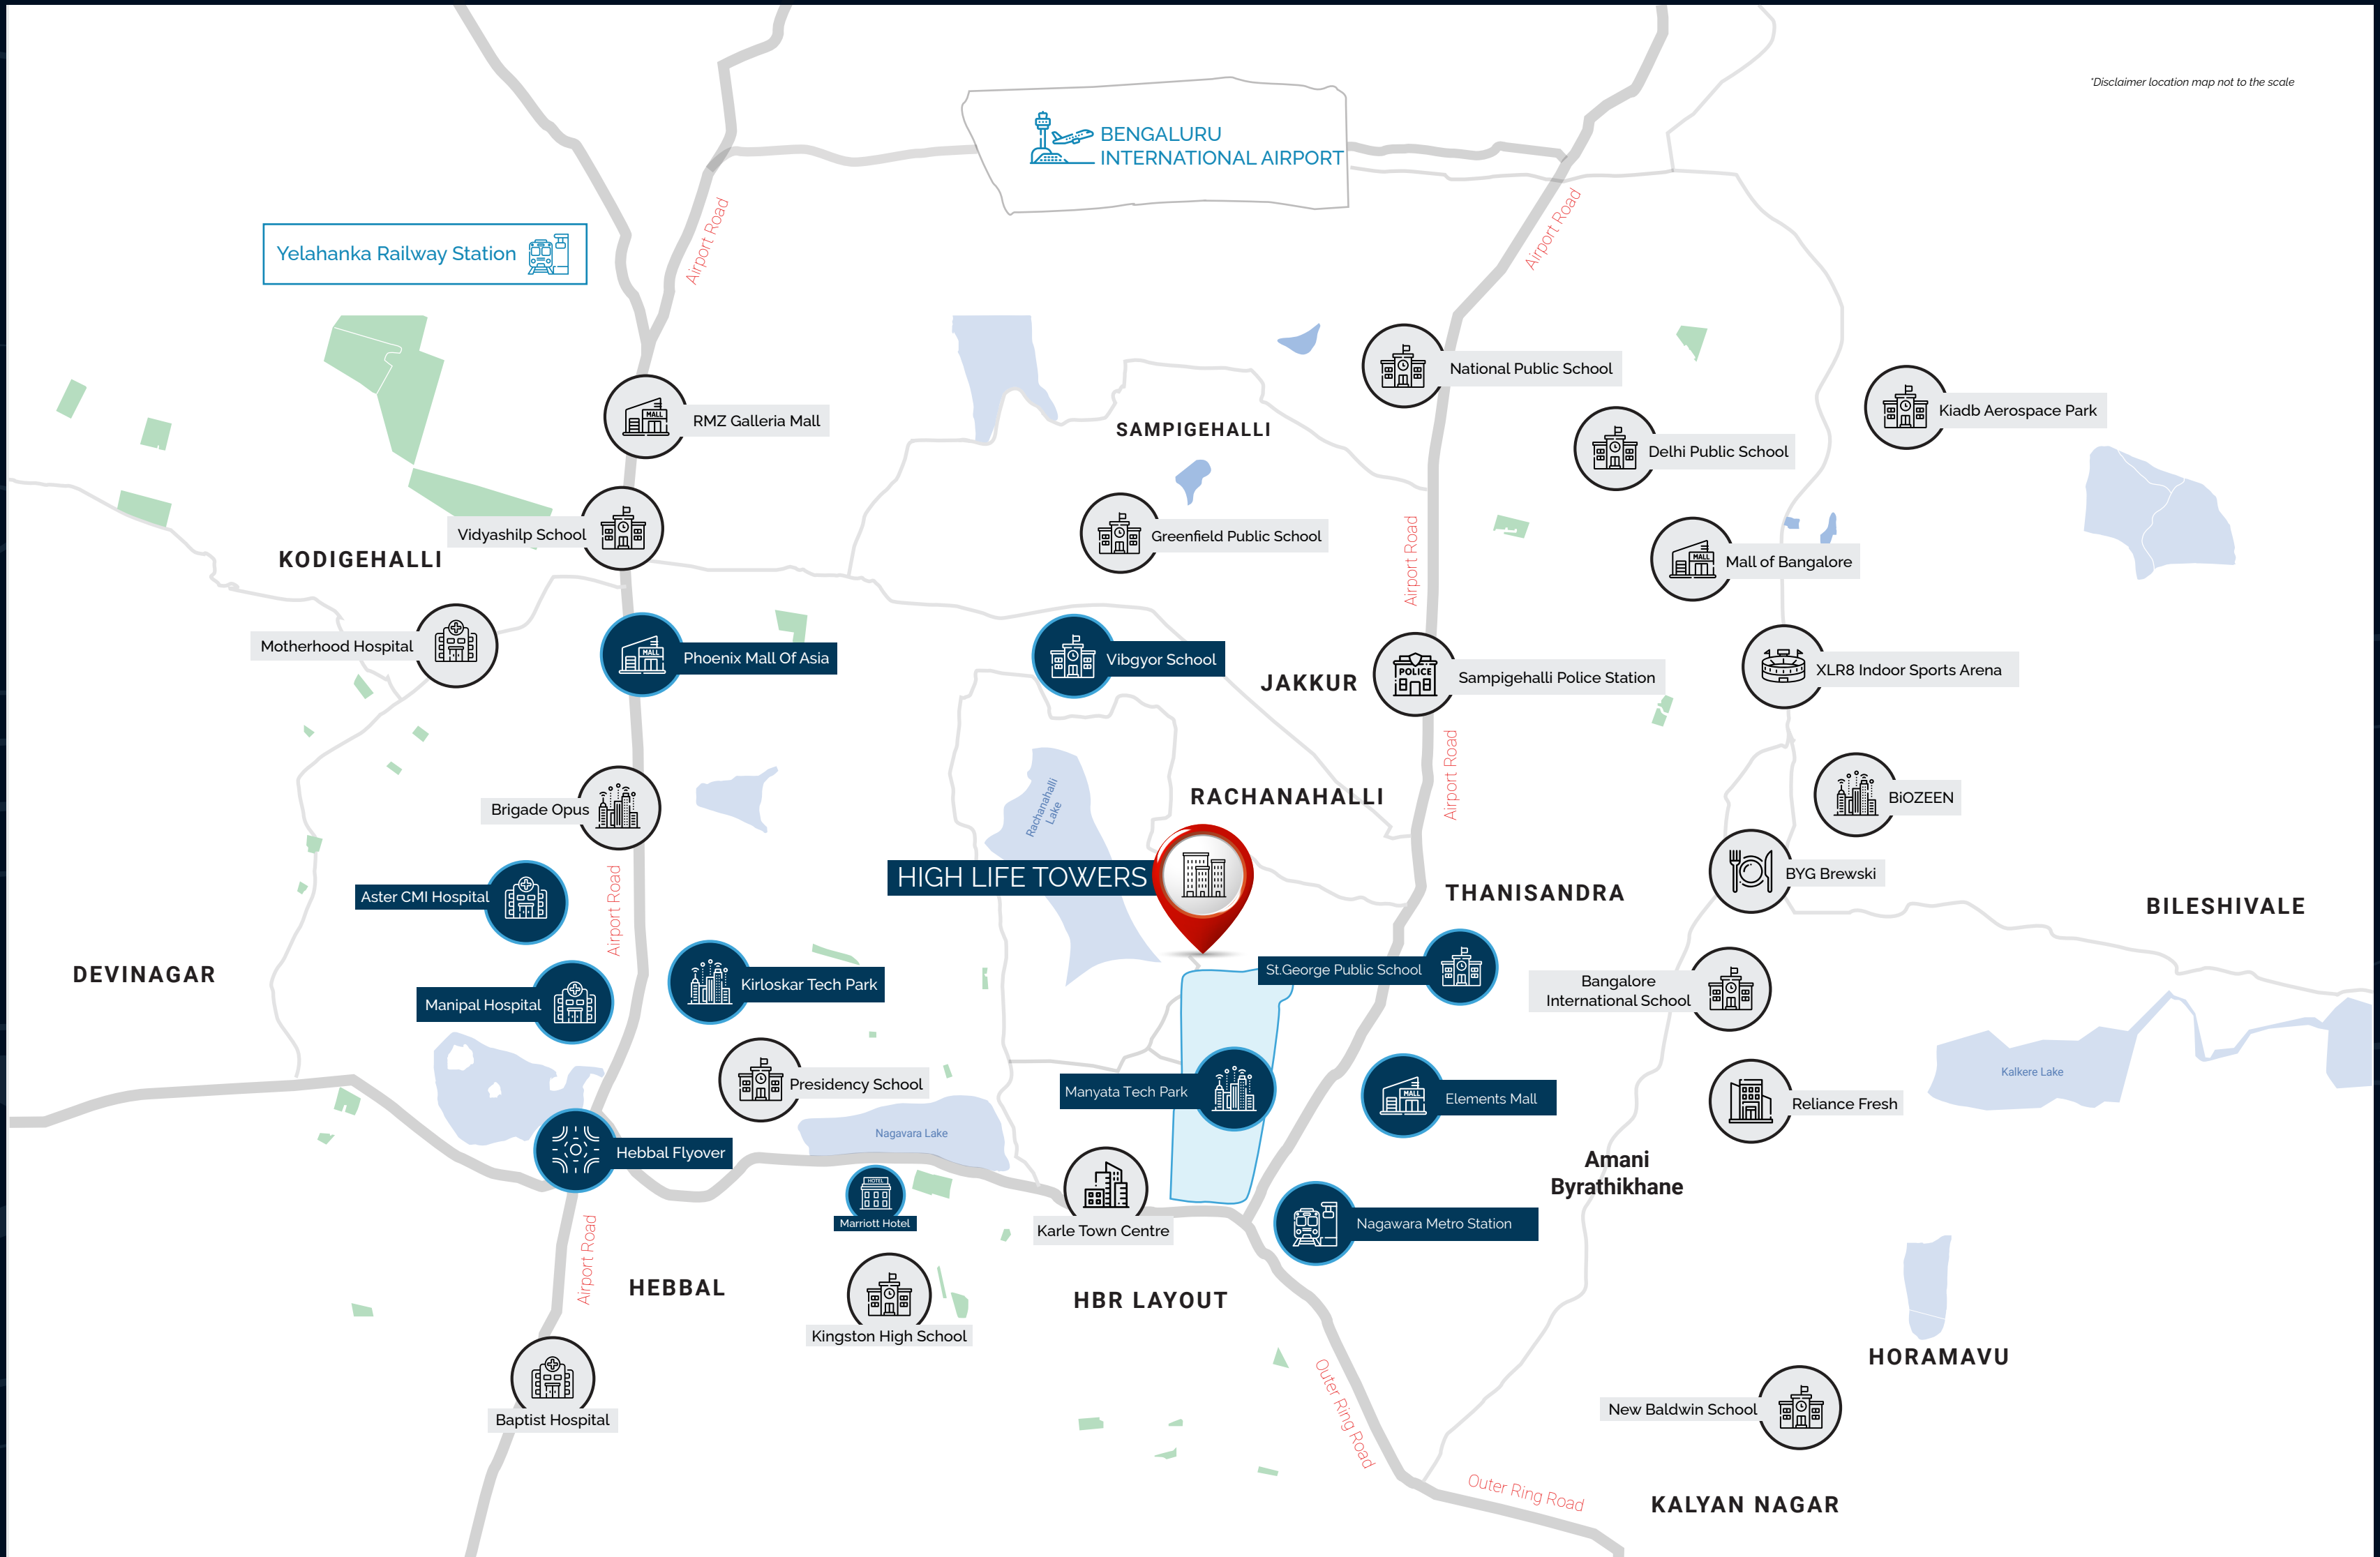 *Disclaimer location map not to the scale
BENGALURU
INTERNATIONAL AIRPORT
Yelahanka Railway Station
Airport Road
Airport Road
National Public School
RMZ Galleria Mall
SAMPIGEHALLI
Kiadb Aerospace Park
Delhi Public School
Vidyashilp School
Greenfield Public School
KODIGEHALLI
Airport Road
Mall of Bangalore
Motherhood Hospital
Phoenix Mall Of Asia
Vibgyor School
JAKKUR
POLICE
Sampigehalli Police Station
XLR8 Indoor Sports Arena
Airport Road
Rachanahalli
Lake
RACHANAHALLI
BiOZEEN
Brigade Opus
HIGH LIFE TOWERS
BYG Brewski
Aster CMI Hospital
Airport Road
THANISANDRA
BILESHIVALE
DEVINAGAR
Manipal Hospital
Kirloskar Tech Park
St.George Public School
Bangalore
International School
Presidency School
Manyata Tech Park
Elements Mall
Kalkere Lake
Reliance Fresh
Nagavara Lake
Hebbal Flyover
Amani
Byrathikhane
HOTEL
Marriott Hotel
Karle Town Centre
Nagawara Metro Station
Airport Road
HEBBAL
HBR LAYOUT
Kingston High School
HORAMAVU
Outer Ring Road
New Baldwin School
Baptist Hospital
Outer Ring Road
KALYAN NAGAR
MALL
MALL
MALL
MALL